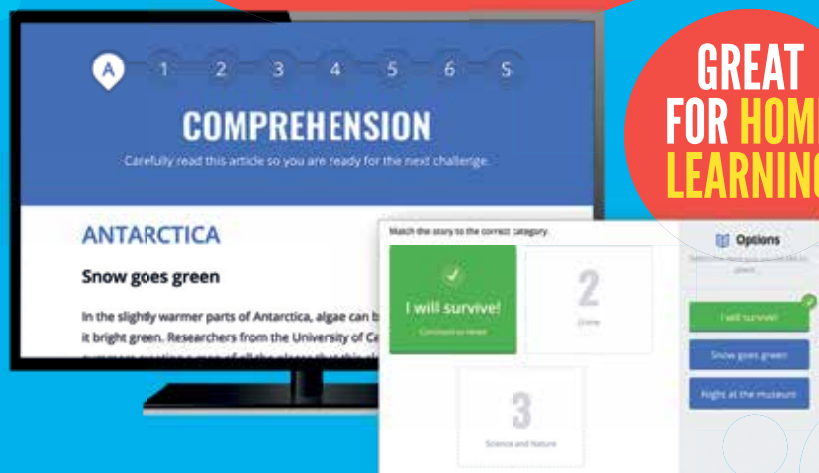 A 1 2 3 4 5 6 S
COMPREHENSION
Carefully read this article so you are ready for the next challenge.
ANTARCTICA
Snow goes green
In the slightly warmer parts of Antarctica, algae can b
it bright green. Researchers from the University of Ca
GREAT
FOR HOME
LEARNING
Match the story to the correct category.
I will survive!
2
Crime
3
Science and Nature
Options
I will survive!
Snow goes green
Night at the museum